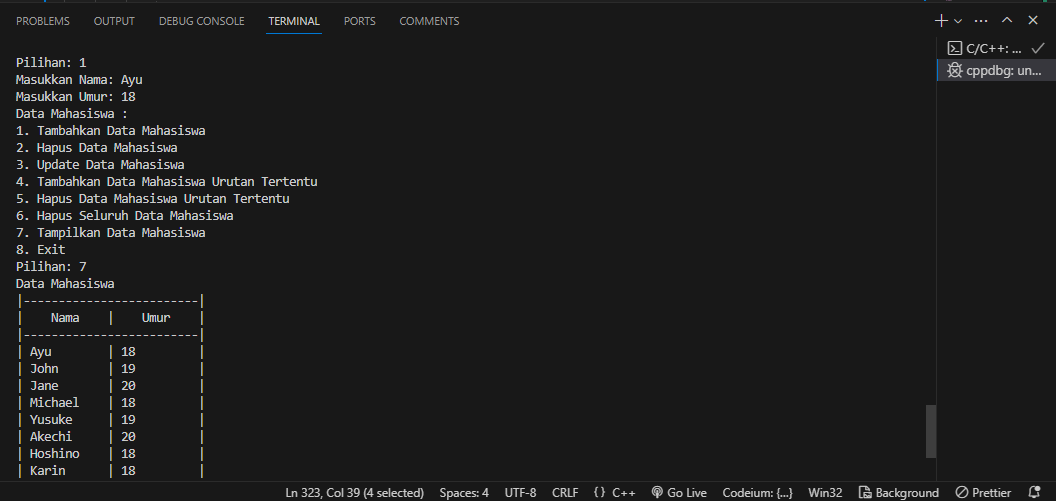 PROBLEMS OUTPUT DEBUG CONSOLE TERMINAL PORTS COMMENTS
C/C++: ...
cppdbg: un...
Pilihan: 1
Masukkan Nama: Ayu
Masukkan Umur: 18
Data Mahasiswa :
1. Tambahkan Data Mahasiswa
2. Hapus Data Mahasiswa
3. Update Data Mahasiswa
4. Tambahkan Data Mahasiswa Urutan Tertentu
5. Hapus Data Mahasiswa Urutan Tertentu
6. Hapus Seluruh Data Mahasiswa
7. Tampilkan Data Mahasiswa
8. Exit
Pilihan: 7
Data Mahasiswa
|-------------------------|
| Nama | Umur |
|-------------------------|
| Ayu | 18 |
| John | 19 |
| Jane | 20 |
| Michael | 18 |
| Yusuke | 19 |
| Akechi | 20 |
| Hoshino | 18 |
| Karin | 18 |
Ln 323, Col 39 (4 selected) Spaces: 4 UTF-8 CRLF {} C++ Go Live Codeium: {...} Win32 Background Prettier